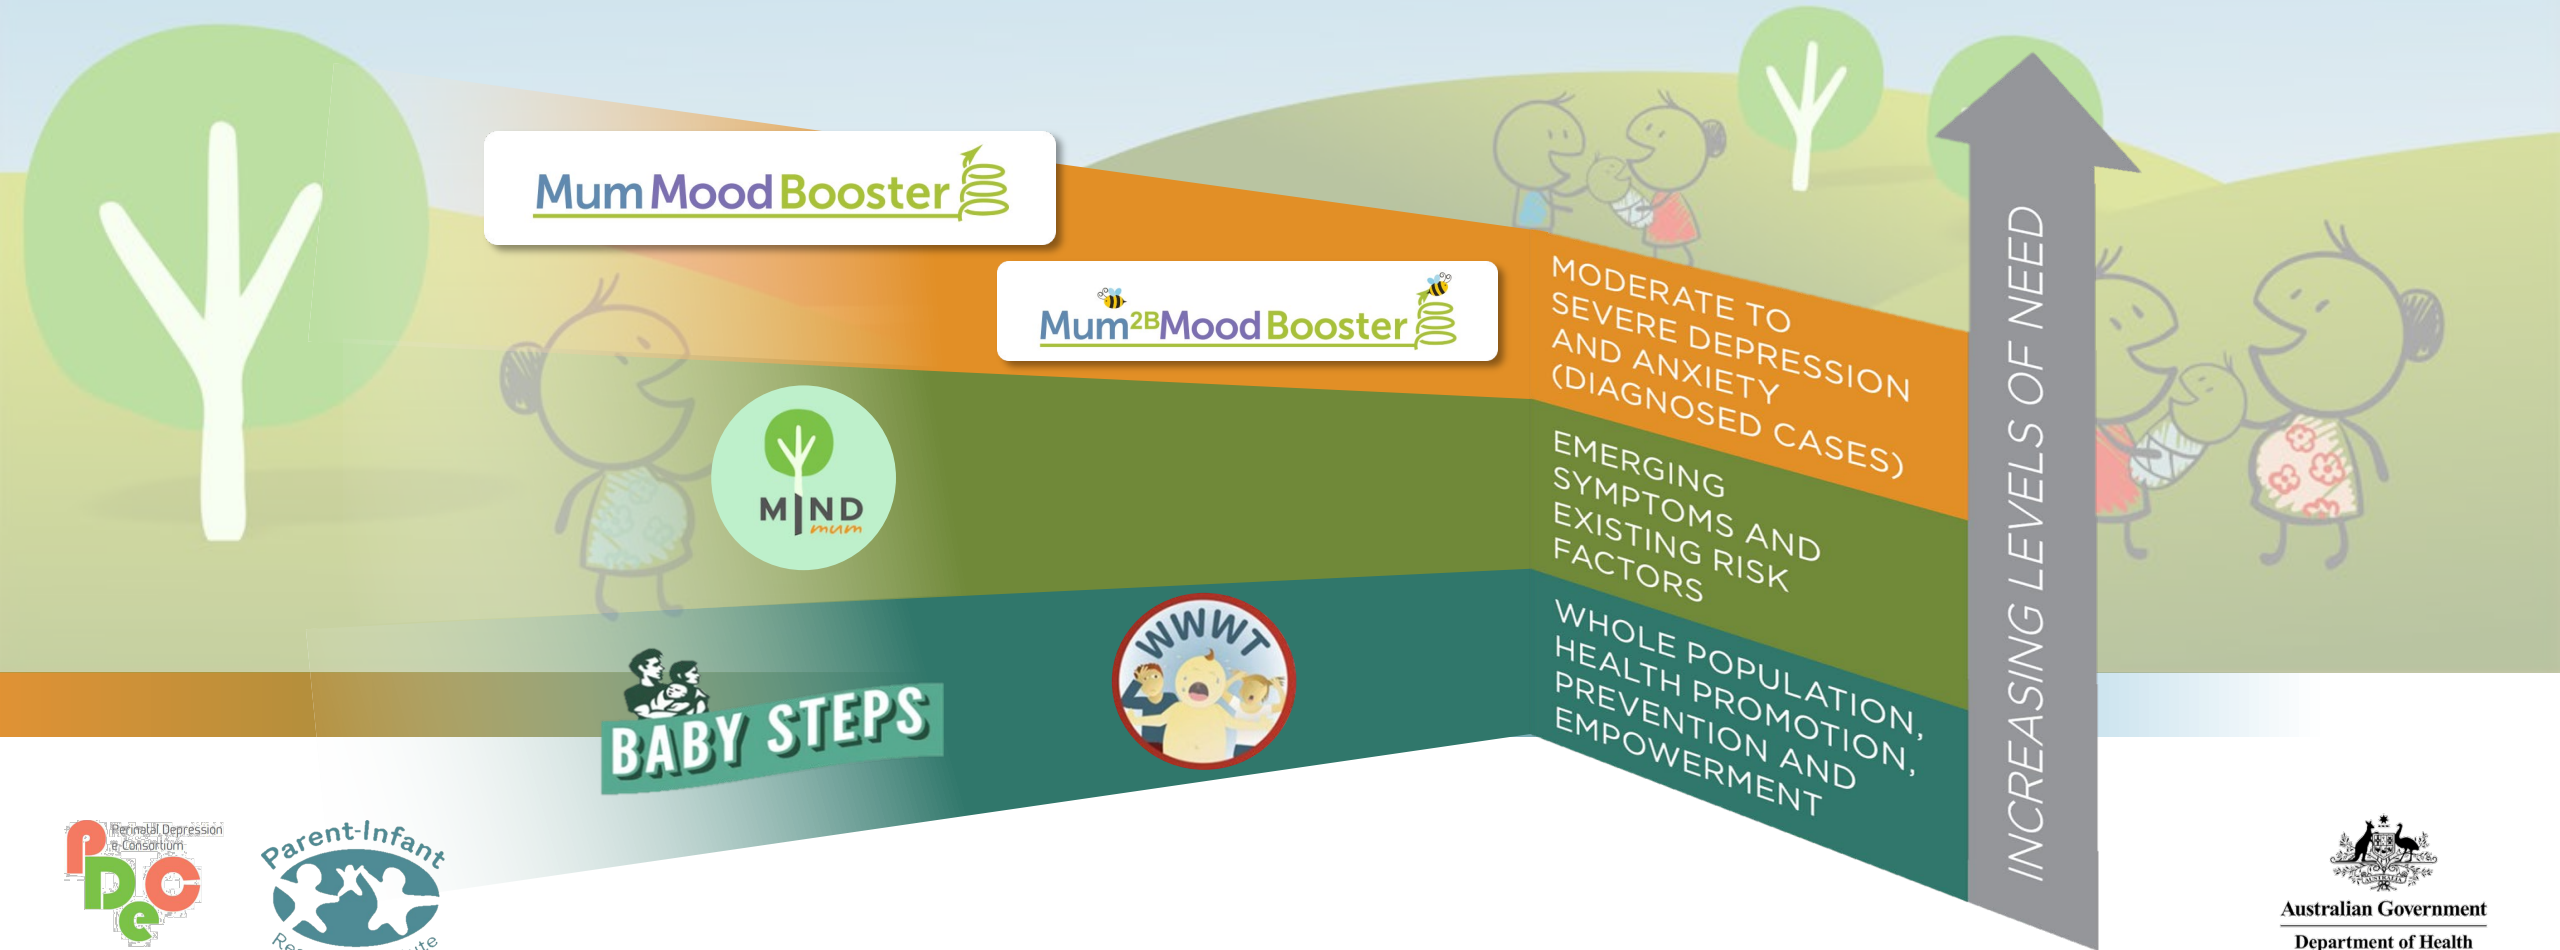 Mum Mood Booster
Mum2BMood Booster
MODERATE TO
SEVERE DEPRESSION
AND ANXIETY
(DIAGNOSED CASES)
MIND
mum
EMERGING
SYMPTOMS AND
EXISTING RISK
FACTORS
WWWT
BABY STEPS
WHOLE POPULATION,
HEALTH PROMOTION,
PREVENTION AND
EMPOWERMENT
INCREASING LEVELS OF NEED
Perinatal Depression
e-Consortium
PDeC
Parent-Infant
Australian Government
Department of Health